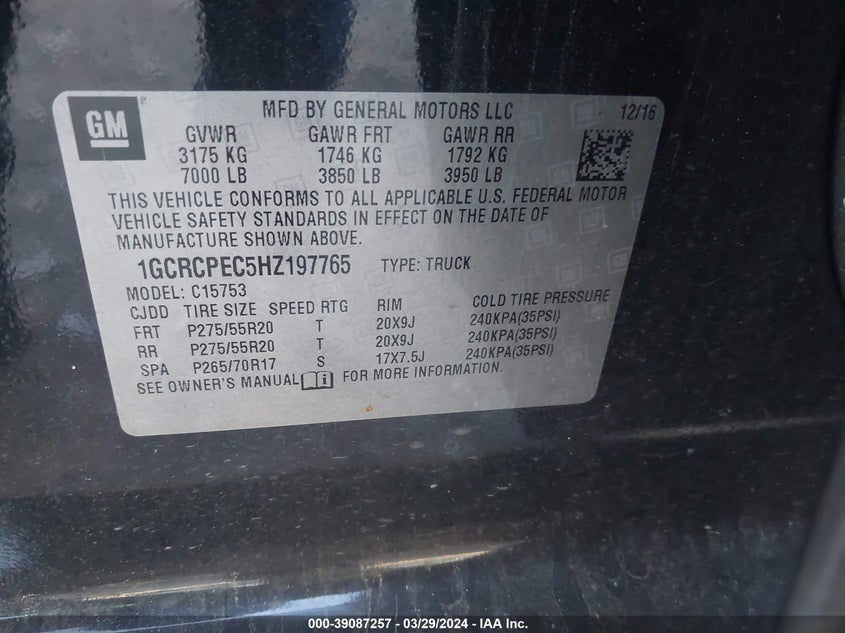 GM
MFD BY GENERAL MOTORS LLC 12/16
GVWR GAWR FRT GAWR RR
3175 KG 1746 KG 1792 KG
7000 LB 3850 LB 3950 LB
THIS VEHICLE CONFORMS TO ALL APPLICABLE U.S. FEDERAL MOTOR
VEHICLE SAFETY STANDARDS IN EFFECT ON THE DATE OF
MANUFACTURE SHOWN ABOVE.
1GCRCPEC5HZ197765 TYPE: TRUCK
MODEL: C15753
CJDD TIRE SIZE SPEED RTG RIM COLD TIRE PRESSURE
FRT P275/55R20 T 20X9J 240KPA(35PSI)
RR P275/55R20 T 20X9J 240KPA(35PSI)
SPA P265/70R17 S 17X7.5J 240KPA(35PSI)
SEE OWNER'S MANUAL FOR MORE INFORMATION.
000-39087257 - 03/29/2024 - IAA Inc.